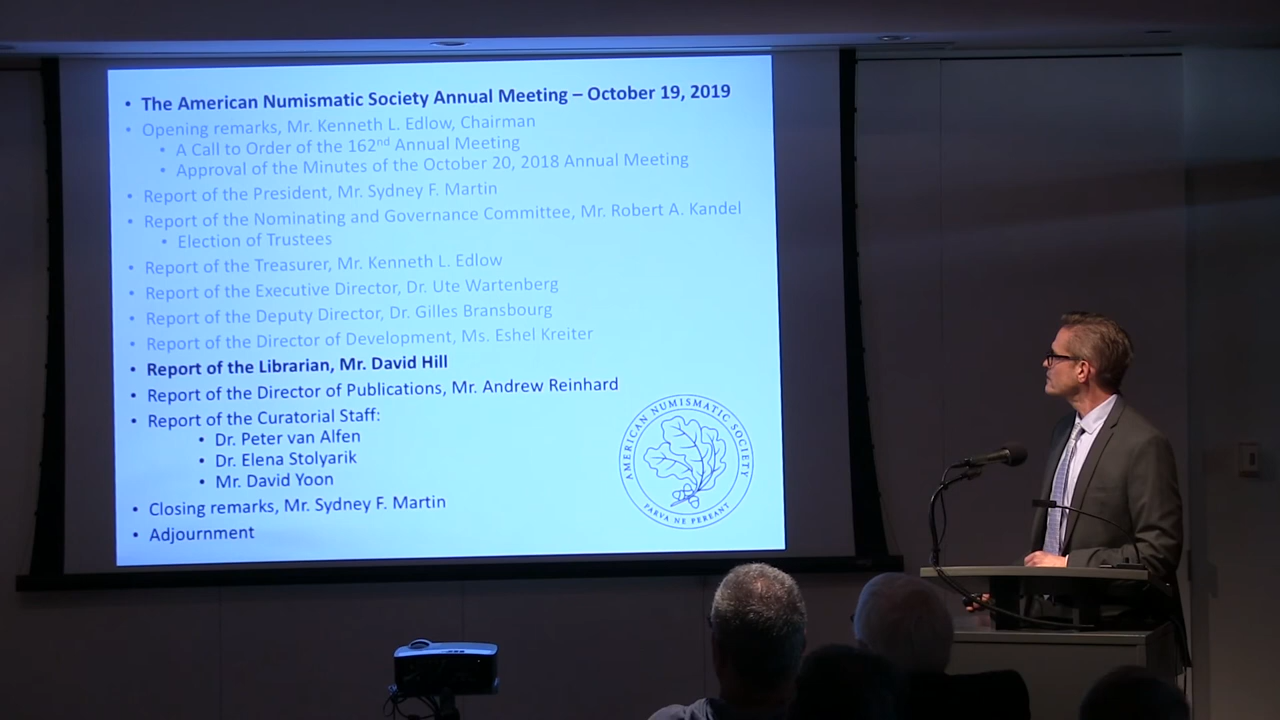 • The American Numismatic Society Annual Meeting – October 19, 2019
• Opening remarks, Mr. Kenneth L. Edlow, Chairman
• A Call to Order of the 162nd Annual Meeting
• Approval of the Minutes of the October 20, 2018 Annual Meeting
• Report of the President, Mr. Sydney F. Martin
• Report of the Nominating and Governance Committee, Mr. Robert A. Kandel
• Election of Trustees
• Report of the Treasurer, Mr. Kenneth L. Edlow
• Report of the Executive Director, Dr. Ute Wartenberg
• Report of the Deputy Director, Dr. Gilles Bransbourg
• Report of the Director of Development, Ms. Eshel Kreiter
• Report of the Librarian, Mr. David Hill
• Report of the Director of Publications, Mr. Andrew Reinhard
• Report of the Curatorial Staff:
• Dr. Peter van Alfen
• Dr. Elena Stolyarik
• Mr. David Yoon
• Closing remarks, Mr. Sydney F. Martin
• Adjournment
AMERICAN NUMISMATIC SOCIETY
PARVA NE PEREANT